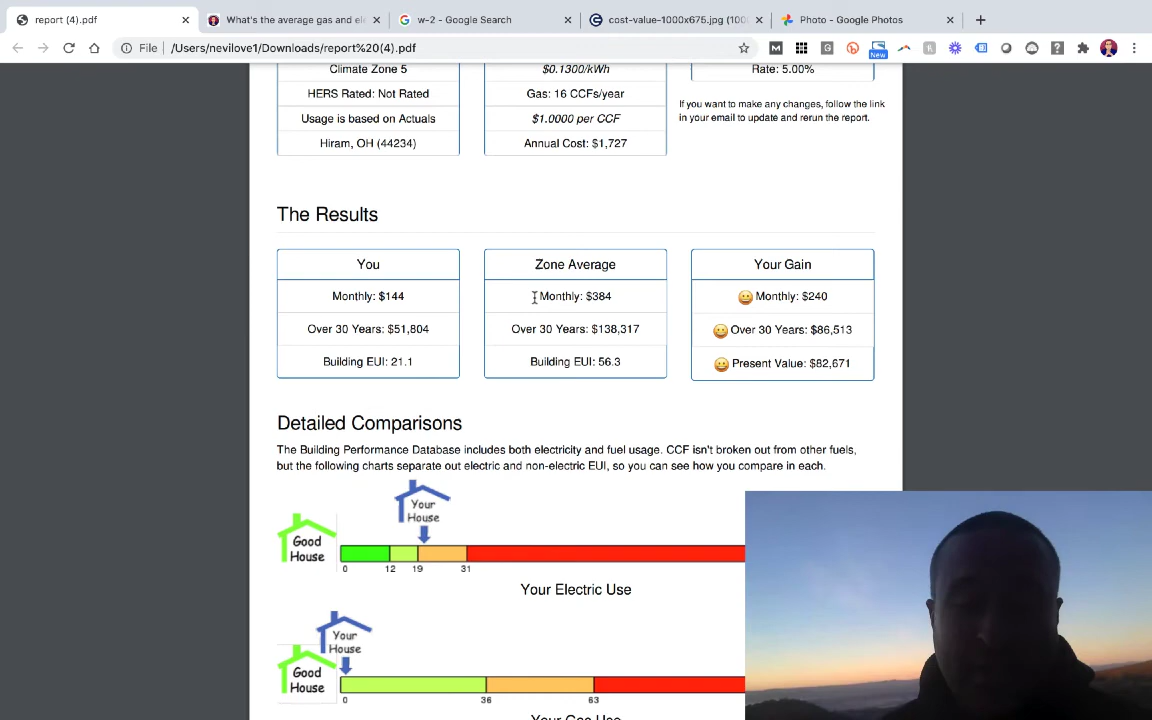 report (4).pdf
What's the average gas and el
w-2 - Google Search
cost-value-1000x675.jpg (100
Photo - Google Photos
File
/Users/nevilove1/Downloads/report%20(4).pdf
New
Climate Zone 5
HERS Rated: Not Rated
Usage is based on Actuals
Hiram, OH (44234)
$0.1300/kWh
Gas: 16 CCFs/year
$1.0000 per CCF
Annual Cost: $1,727
Rate: 5.00%
If you want to make any changes, follow the link
in your email to update and rerun the report.
The Results
You
Monthly: $144
Over 30 Years: $51,804
Building EUI: 21.1
Zone Average
Monthly: $384
Over 30 Years: $138,317
Building EUI: 56.3
Your Gain
Monthly: $240
Over 30 Years: $86,513
Present Value: $82,671
Detailed Comparisons
The Building Performance Database includes both electricity and fuel usage. CCF isn't broken out from other fuels,
but the following charts separate out electric and non-electric EUI, so you can see how you compare in each.
Your
House
Good
House
0 12 19 31
Your Electric Use
Your
House
Good
House
0 36 63
Your Gas Use